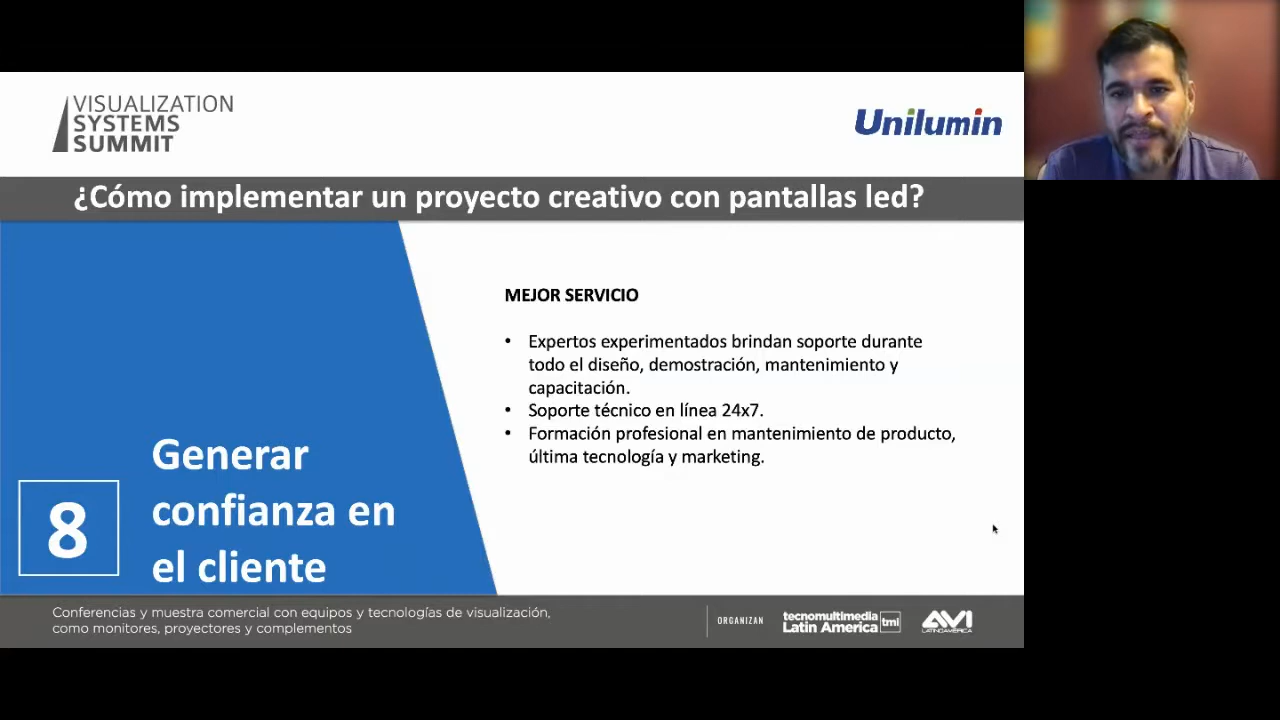 VISUALIZATION
SYSTEMS
SUMMIT
Unilumin
¿Cómo implementar un proyecto creativo con pantallas led?
MEJOR SERVICIO
• Expertos experimentados brindan soporte durante
todo el diseño, demostración, mantenimiento y
capacitación.
• Soporte técnico en línea 24x7.
• Formación profesional en mantenimiento de producto,
última tecnología y marketing.
8
Generar
confianza en
el cliente
Conferencias y muestra comercial con equipos y tecnologías de visualización,
como monitores, proyectores y complementos
ORGANIZAN
tecnomultimedia
Latin America tmi
AVI
LATINOAMÉRICA